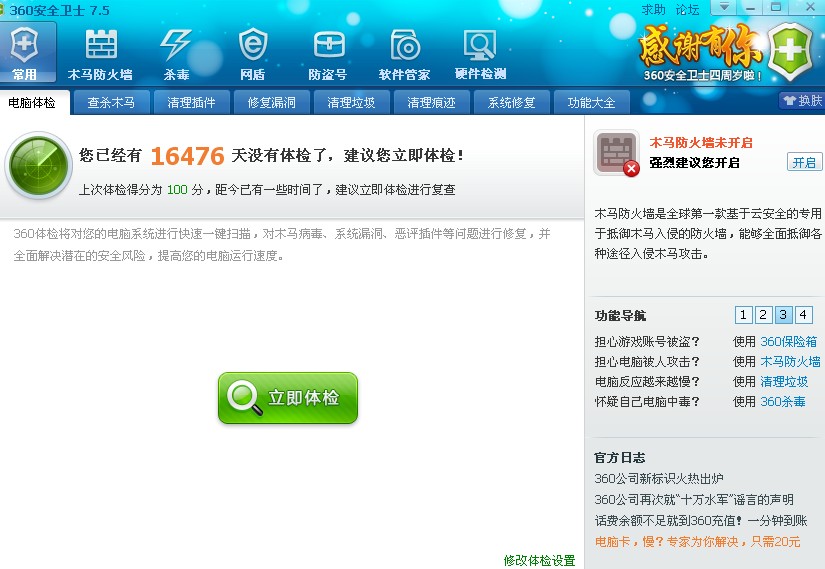 360安全卫士 7.5
求助 论坛
常用 木马防火墙 杀毒 网盾 防盗号 软件管家 硬件检测
感谢有你
360安全卫士四周岁啦！
电脑体检 查杀木马 清理插件 修复漏洞 清理垃圾 清理痕迹 系统修复 功能大全 换肤
您已经有 16476 天没有体检了，建议您立即体检！
上次体检得分为 100 分，距今已有一些时间了，建议立即体检进行复查
360体检将对您的电脑系统进行快速一键扫描，对木马病毒、系统漏洞、恶评插件等问题进行修复，并
全面解决潜在的安全风险，提高您的电脑运行速度。
立即体检
修改体检设置
木马防火墙未开启
强烈建议您开启
开启
木马防火墙是全球第一款基于云安全的专用
于抵御木马入侵的防火墙，能够全面抵御各
种途径入侵木马攻击。
功能导航 1 2 3 4
担心游戏账号被盗？ 使用 360保险箱
担心电脑被人攻击？ 使用 木马防火墙
电脑反应越来越慢？ 使用 清理垃圾
怀疑自己电脑中毒？ 使用 360杀毒
官方日志
360公司新标识火热出炉
360公司再次就“十万水军”谣言的声明
话费余额不足就到360充值！一分钟到账
电脑卡，慢？专家为你解决，只需20元